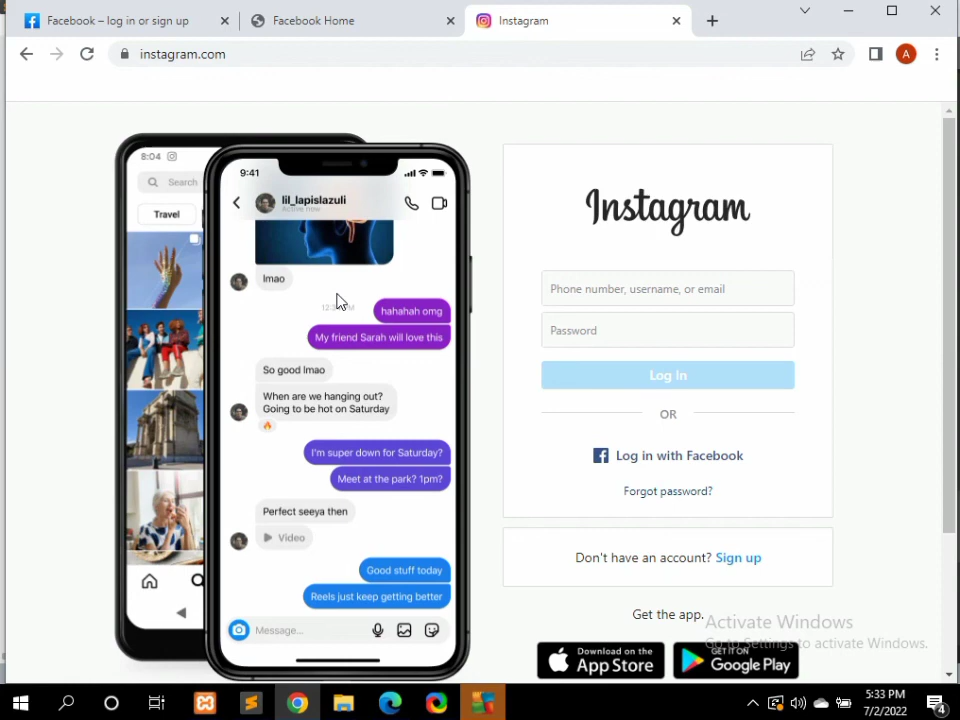 Facebook – log in or sign up
Facebook Home
Instagram
instagram.com
A
8:04
Search
Travel
9:41
lil_lapislazuli
Active now
lmao
hahahah omg
My friend Sarah will love this
So good lmao
When are we hanging out?
Going to be hot on Saturday
I'm super down for Saturday?
Meet at the park? 1pm?
Perfect seeya then
Video
Good stuff today
Reels just keep getting better
Message...
Instagram
Phone number, username, or email
Password
Log In
OR
Log in with Facebook
Forgot password?
Don't have an account? Sign up
Get the app.
Download on the
App Store
GET IT ON
Google Play
Activate Windows
Go to Settings to activate Windows.
5:33 PM
7/2/2022
4